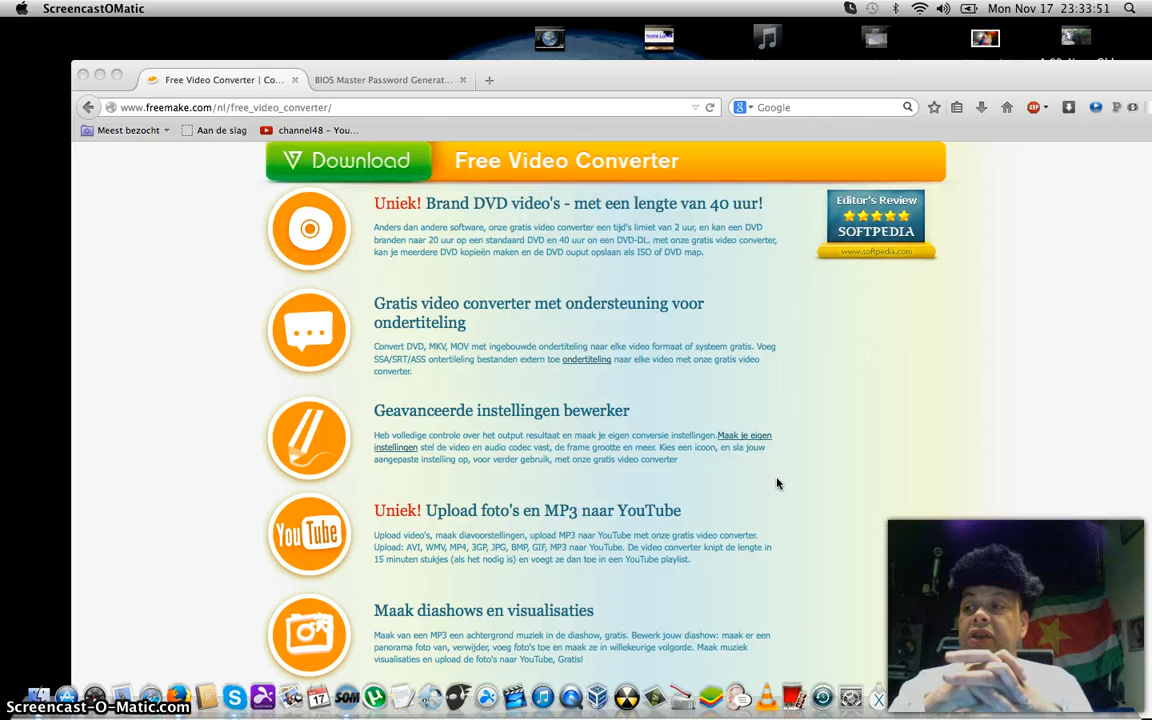 ScreencastOMatic
Mon Nov 17 23:33:51
Free Video Converter | Co...
BIOS Master Password Generat...
www.freemake.com/nl/free_video_converter/
Google
Meest bezocht
Aan de slag
channel48 - You...
Download
Free Video Converter
Uniek! Brand DVD video's - met een lengte van 40 uur!
Anders dan andere software, onze gratis video converter een tijd's limiet van 2 uur, en kan een DVD
branden naar 20 uur op een standaard DVD en 40 uur on een DVD-DL. met onze gratis video converter,
kan je meerdere DVD kopieën maken en de DVD ouput opslaan als ISO of DVD map.
Editor's Review
SOFTPEDIA
www.softpedia.com
Gratis video converter met ondersteuning voor
ondertiteling
Convert DVD, MKV, MOV met ingebouwde ondertiteling naar elke video formaat of systeem gratis. Voeg
SSA/SRT/ASS ontertileling bestanden extern toe ondertiteling naar elke video met onze gratis video
converter.
Geavanceerde instellingen bewerker
Heb volledige controle over het output resultaat en maak je eigen conversie instellingen.Maak je eigen
instellingen stel de video en audio codec vast, de frame grootte en meer. Kies een icoon, en sla jouw
aangepaste instelling op, voor verder gebruik, met onze gratis video converter
YouTube
Uniek! Upload foto's en MP3 naar YouTube
Upload video's, maak diavoorstellingen, upload MP3 naar YouTube met onze gratis video converter.
Upload: AVI, WMV, MP4, 3GP, JPG, BMP, GIF, MP3 naar YouTube. De video converter knipt de lengte in
15 minuten stukjes (als het nodig is) en voegt ze dan toe in een YouTube playlist.
Maak diashows en visualisaties
Maak van een MP3 een achtergrond muziek in de diashow, gratis. Bewerk jouw diashow: maak er een
panorama foto van, verwijder, voeg foto's toe en maak ze in willekeurige volgorde. Maak muziek
visualisaties en upload de foto's naar YouTube, Gratis!
17
SOM
Screencast-O-Matic.com